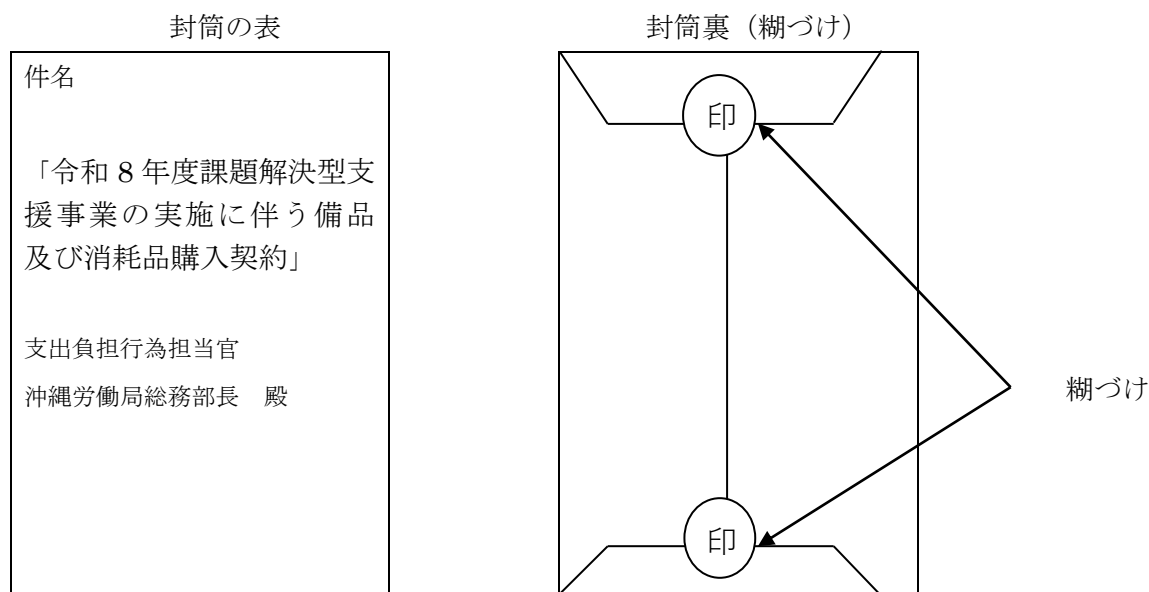 封筒の表
件名
「令和8年度課題解決型支
援事業の実施に伴う備品
及び消耗品購入契約」
支出負担行為担当官
沖縄労働局総務部長　殿
封筒裏（糊づけ）
印
糊づけ
印